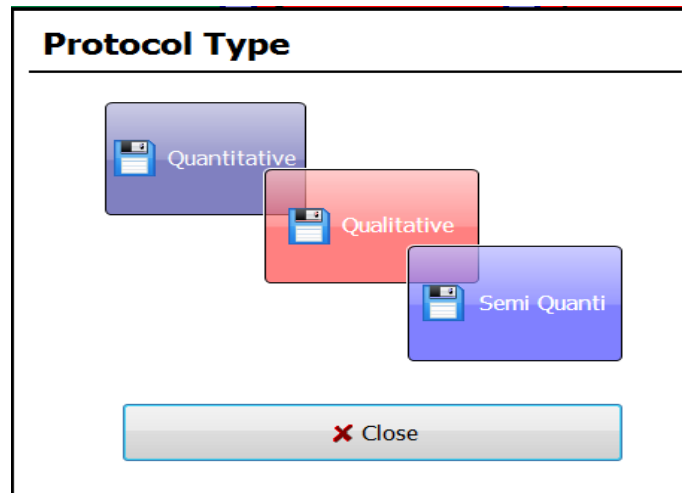 Protocol Type
Quantitative
Qualitative
Semi Quanti
Close